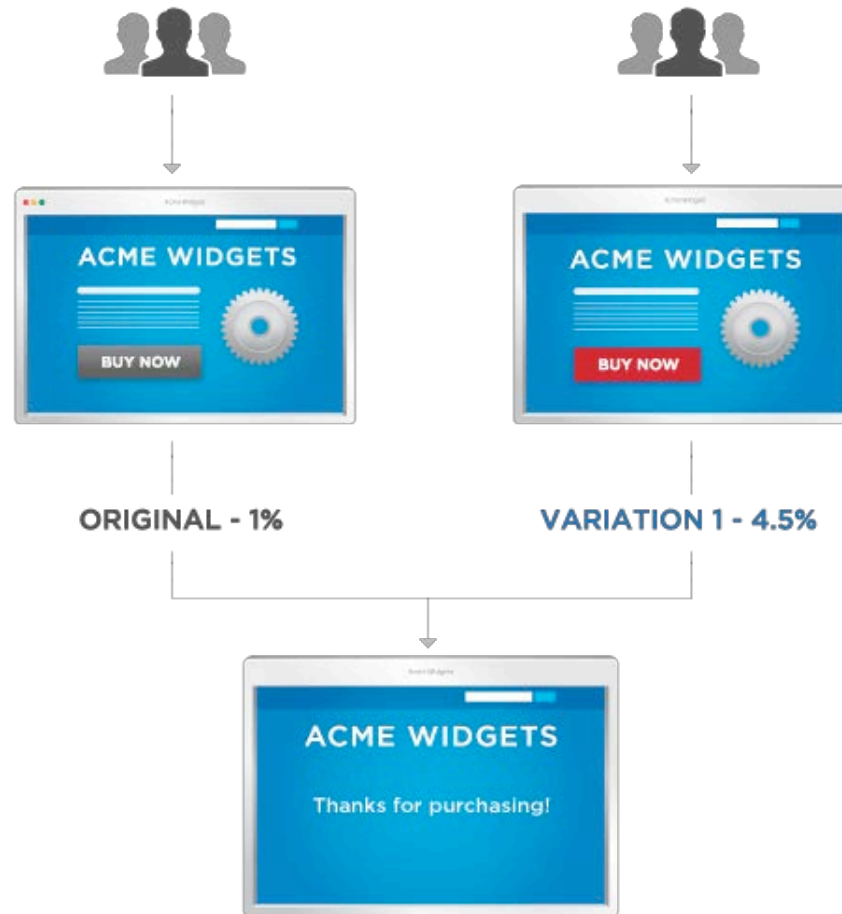 ACME WIDGETS
BUY NOW
ACME WIDGETS
BUY NOW
ORIGINAL - 1%
VARIATION 1 - 4.5%
ACME WIDGETS
Thanks for purchasing!